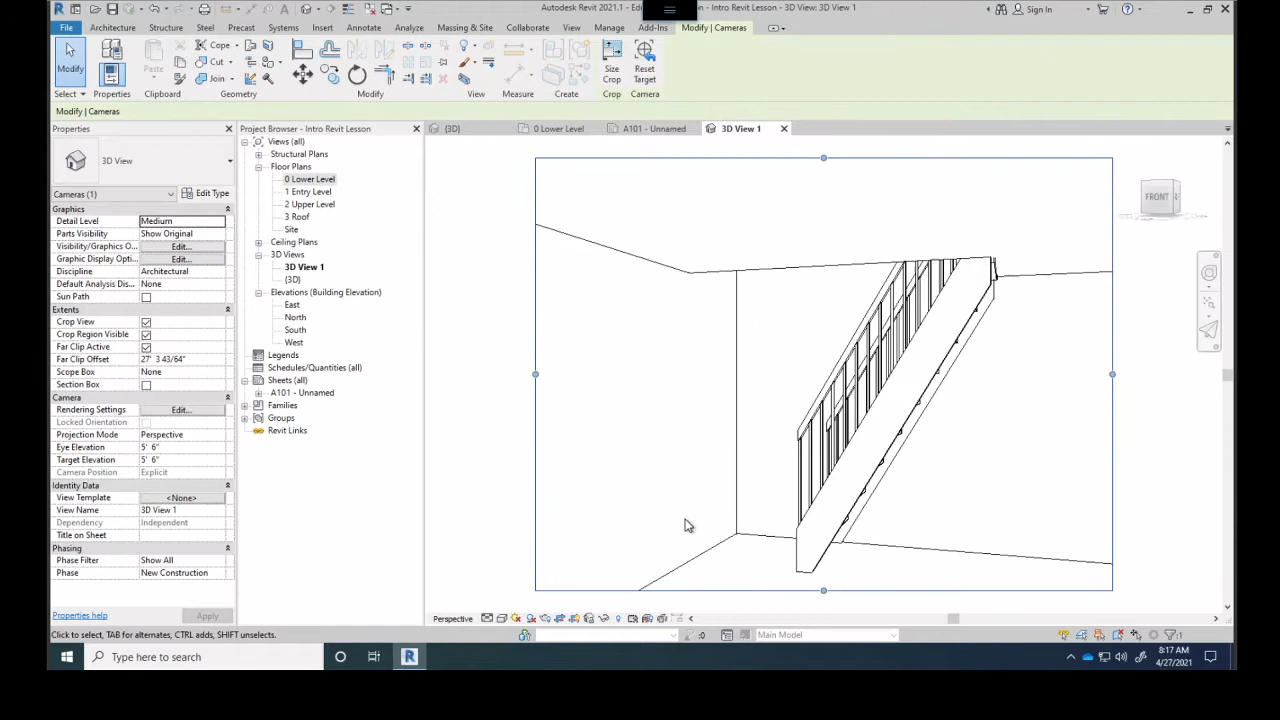 Autodesk Revit 2021.1 - Edu - Intro Revit Lesson - 3D View: 3D View 1
Sign In
File Architecture Structure Steel Precast Systems Insert Annotate Analyze Massing & Site Collaborate View Manage Add-Ins Modify | Cameras
Modify Paste Cope Cut Join Size Crop Reset Target
Select Properties Clipboard Geometry Modify View Measure Create Crop Camera
Modify | Cameras
Properties
3D View
Cameras (1) Edit Type
Graphics
Detail Level Medium
Parts Visibility Show Original
Visibility/Graphics O... Edit...
Graphic Display Opti... Edit...
Discipline Architectural
Default Analysis Dis... None
Sun Path
Extents
Crop View
Crop Region Visible
Far Clip Active
Far Clip Offset 27' 3 43/64"
Scope Box None
Section Box
Camera
Rendering Settings Edit...
Locked Orientation
Projection Mode Perspective
Eye Elevation 5' 6"
Target Elevation 5' 6"
Camera Position Explicit
Identity Data
View Template <None>
View Name 3D View 1
Dependency Independent
Title on Sheet
Phasing
Phase Filter Show All
Phase New Construction
Properties help Apply
Project Browser - Intro Revit Lesson
Views (all)
Structural Plans
Floor Plans
0 Lower Level
1 Entry Level
2 Upper Level
3 Roof
Site
Ceiling Plans
3D Views
3D View 1
{3D}
Elevations (Building Elevation)
East
North
South
West
Legends
Schedules/Quantities (all)
Sheets (all)
A101 - Unnamed
Families
Groups
Revit Links
{3D} 0 Lower Level A101 - Unnamed 3D View 1
FRONT
Perspective
Click to select, TAB for alternates, CTRL adds, SHIFT unselects. :0 Main Model :1
Type here to search
8:17 AM
4/27/2021